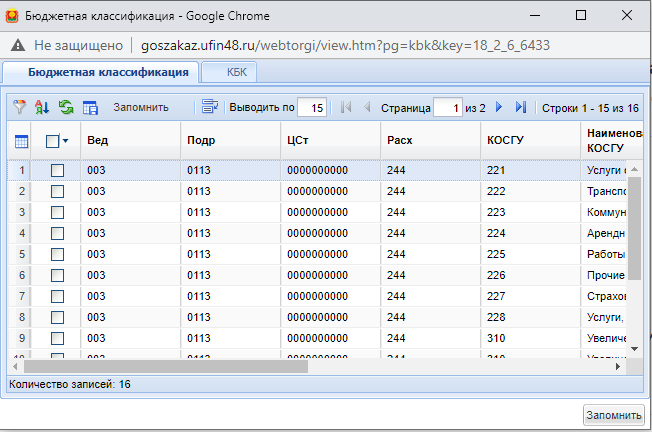 Бюджетная классификация - Google Chrome
Не защищено goszakaz.ufin48.ru/webtorgi/view.htm?pg=kbk&key=18_2_6_6433
Бюджетная классификация КБК
Запомнить Выводить по 15 Страница 1 из 2 Строки 1 - 15 из 16
Вед Подр ЦСт Расх КОСГУ Наименова КОСГУ
1 003 0113 0000000000 244 221 Услуги
2 003 0113 0000000000 244 222 Транспо
3 003 0113 0000000000 244 223 Коммун
4 003 0113 0000000000 244 224 Арендн
5 003 0113 0000000000 244 225 Работы
6 003 0113 0000000000 244 226 Прочие
7 003 0113 0000000000 244 227 Страхов
8 003 0113 0000000000 244 228 Услуги,
9 003 0113 0000000000 244 310 Увеличе
10 003 0113 0000000000 244
Количество записей: 16
Запомнить